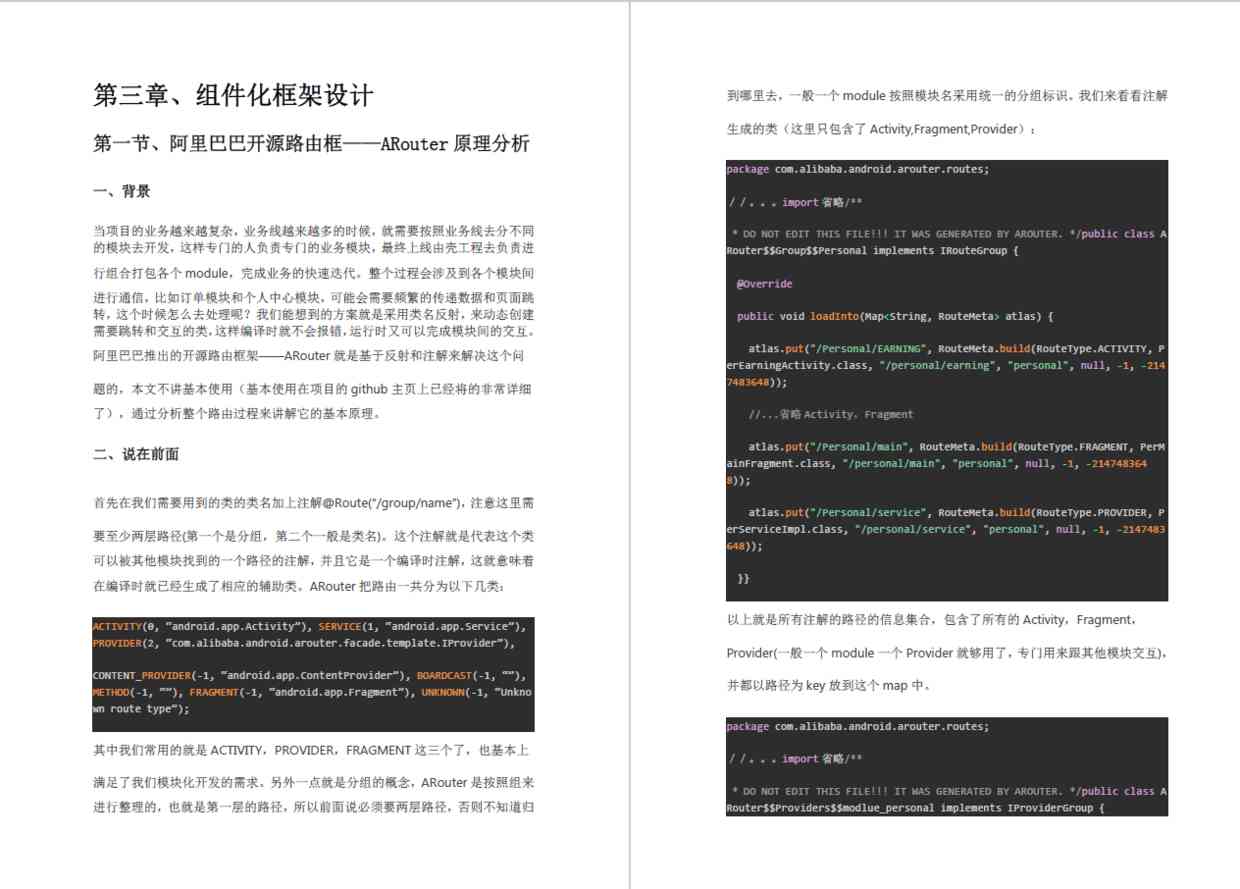 第三章、组件化框架设计
第一节、阿里巴巴开源路由框——ARouter 原理分析
一、背景
当项目的业务越来越复杂，业务线越来越多的时候，就需要按照业务线去分不同
的模块去开发，这样专门的人负责专门的业务模块，最终上线由壳工程去负责进
行组合打包各个 module，完成业务的快速迭代。整个过程会涉及到各个模块间
进行通信，比如订单模块和个人中心模块，可能会需要频繁的传递数据和页面跳
转，这个时候怎么去处理呢？我们能想到的方案就是采用类名反射，来动态创建
需要跳转和交互的类，这样编译时就不会报错，运行时又可以完成模块间的交互。
阿里巴巴推出的开源路由框架——ARouter 就是基于反射和注解来解决这个问
题的，本文不讲基本使用（基本使用在项目的 github 主页上已经将的非常详细
了），通过分析整个路由过程来讲解它的基本原理。
二、说在前面
首先在我们需要用到的类的类名加上注解@Route("/group/name")，注意这里需
要至少两层路径(第一个是分组，第二个一般是类名)。这个注解就是代表这个类
可以被其他模块找到的一个路径的注解，并且它是一个编译时注解，这就意味着
在编译时就已经生成了相应的辅助类。ARouter 把路由一共分为以下几类：
ACTIVITY(0, "android.app.Activity"), SERVICE(1, "android.app.Service"),
PROVIDER(2, "com.alibaba.android.arouter.facade.template.IProvider"),
CONTENT_PROVIDER(-1, "android.app.ContentProvider"), BOARDCAST(-1, ""),
METHOD(-1, ""), FRAGMENT(-1, "android.app.Fragment"), UNKNOWN(-1, "Unkno
wn route type");
其中我们常用的就是 ACTIVITY，PROVIDER，FRAGMENT 这三个了，也基本上
满足了我们模块化开发的需求。另外一点就是分组的概念，ARouter 是按照组来
进行整理的，也就是第一层的路径，所以前面说必须要两层路径，否则不知道归
到哪里去，一般一个 module 按照模块名采用统一的分组标识。我们来看看注解
生成的类（这里只包含了 Activity,Fragment,Provider）：
package com.alibaba.android.arouter.routes;
//。。。import 省略/**
* DO NOT EDIT THIS FILE!!! IT WAS GENERATED BY AROUTER. */public class A
Router$$Group$$Personal implements IRouteGroup {
@Override
public void loadInto(Map<String, RouteMeta> atlas) {
atlas.put("/Personal/EARNING", RouteMeta.build(RouteType.ACTIVITY, P
erEarningActivity.class, "/personal/earning", "personal", null, -1, -214
7483648));
//...省略 Activity，Fragment
atlas.put("/Personal/main", RouteMeta.build(RouteType.FRAGMENT, PerM
ainFragment.class, "/personal/main", "personal", null, -1, -214748364
8));
atlas.put("/Personal/service", RouteMeta.build(RouteType.PROVIDER, P
erServiceImpl.class, "/personal/service", "personal", null, -1, -2147483
648));
}}
以上就是所有注解的路径的信息集合，包含了所有的 Activity，Fragment，
Provider(一般一个 module 一个 Provider 就够用了，专门用来跟其他模块交互)，
并都以路径为 key 放到这个 map 中。
package com.alibaba.android.arouter.routes;
//。。。import 省略/**
* DO NOT EDIT THIS FILE!!! IT WAS GENERATED BY AROUTER. */public class A
Router$$Providers$$modlue_personal implements IProviderGroup {